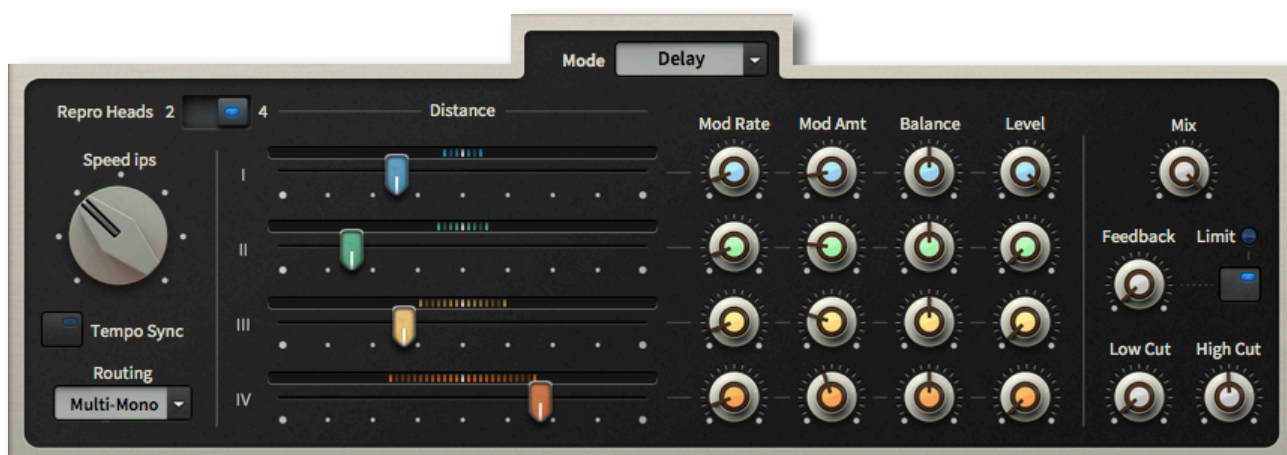 Mode Delay
Repro Heads 2 4 Distance
Mod Rate Mod Amt Balance Level Mix
Speed ips
I
II
Feedback Limit
III
Tempo Sync
Low Cut High Cut
Routing
Multi-Mono
IV